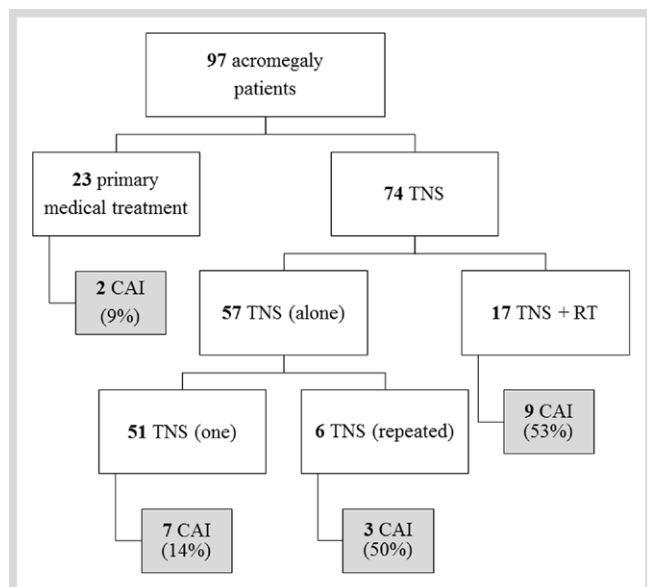 97 acromegaly
patients
23 primary
medical treatment
74 TNS
2 CAI
(9%)
57 TNS (alone)
17 TNS + RT
51 TNS (one)
6 TNS (repeated)
9 CAI
(53%)
7 CAI
(14%)
3 CAI
(50%)